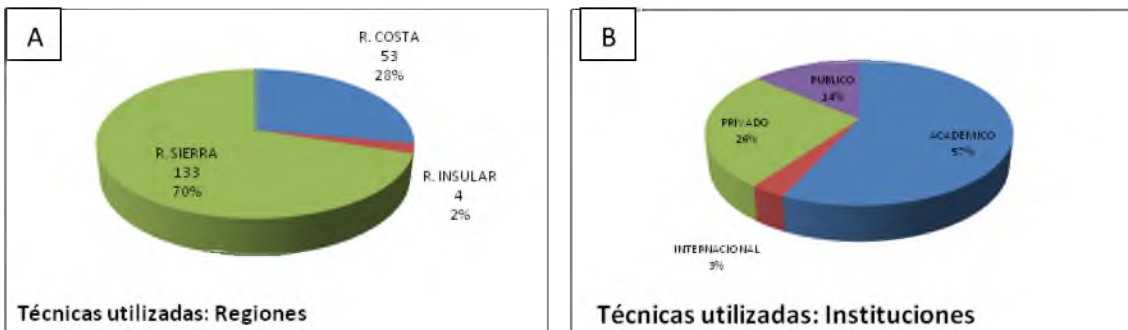 A
R. COSTA
53
28%
R. SIERRA
133
70%
R. INSULAR
4
2%
Técnicas utilizadas: Regiones
B
PUBLICO
14%
PRIVADO
26%
ACADEMICO
57%
INTERNACIONAL
3%
Técnicas utilizadas: Instituciones